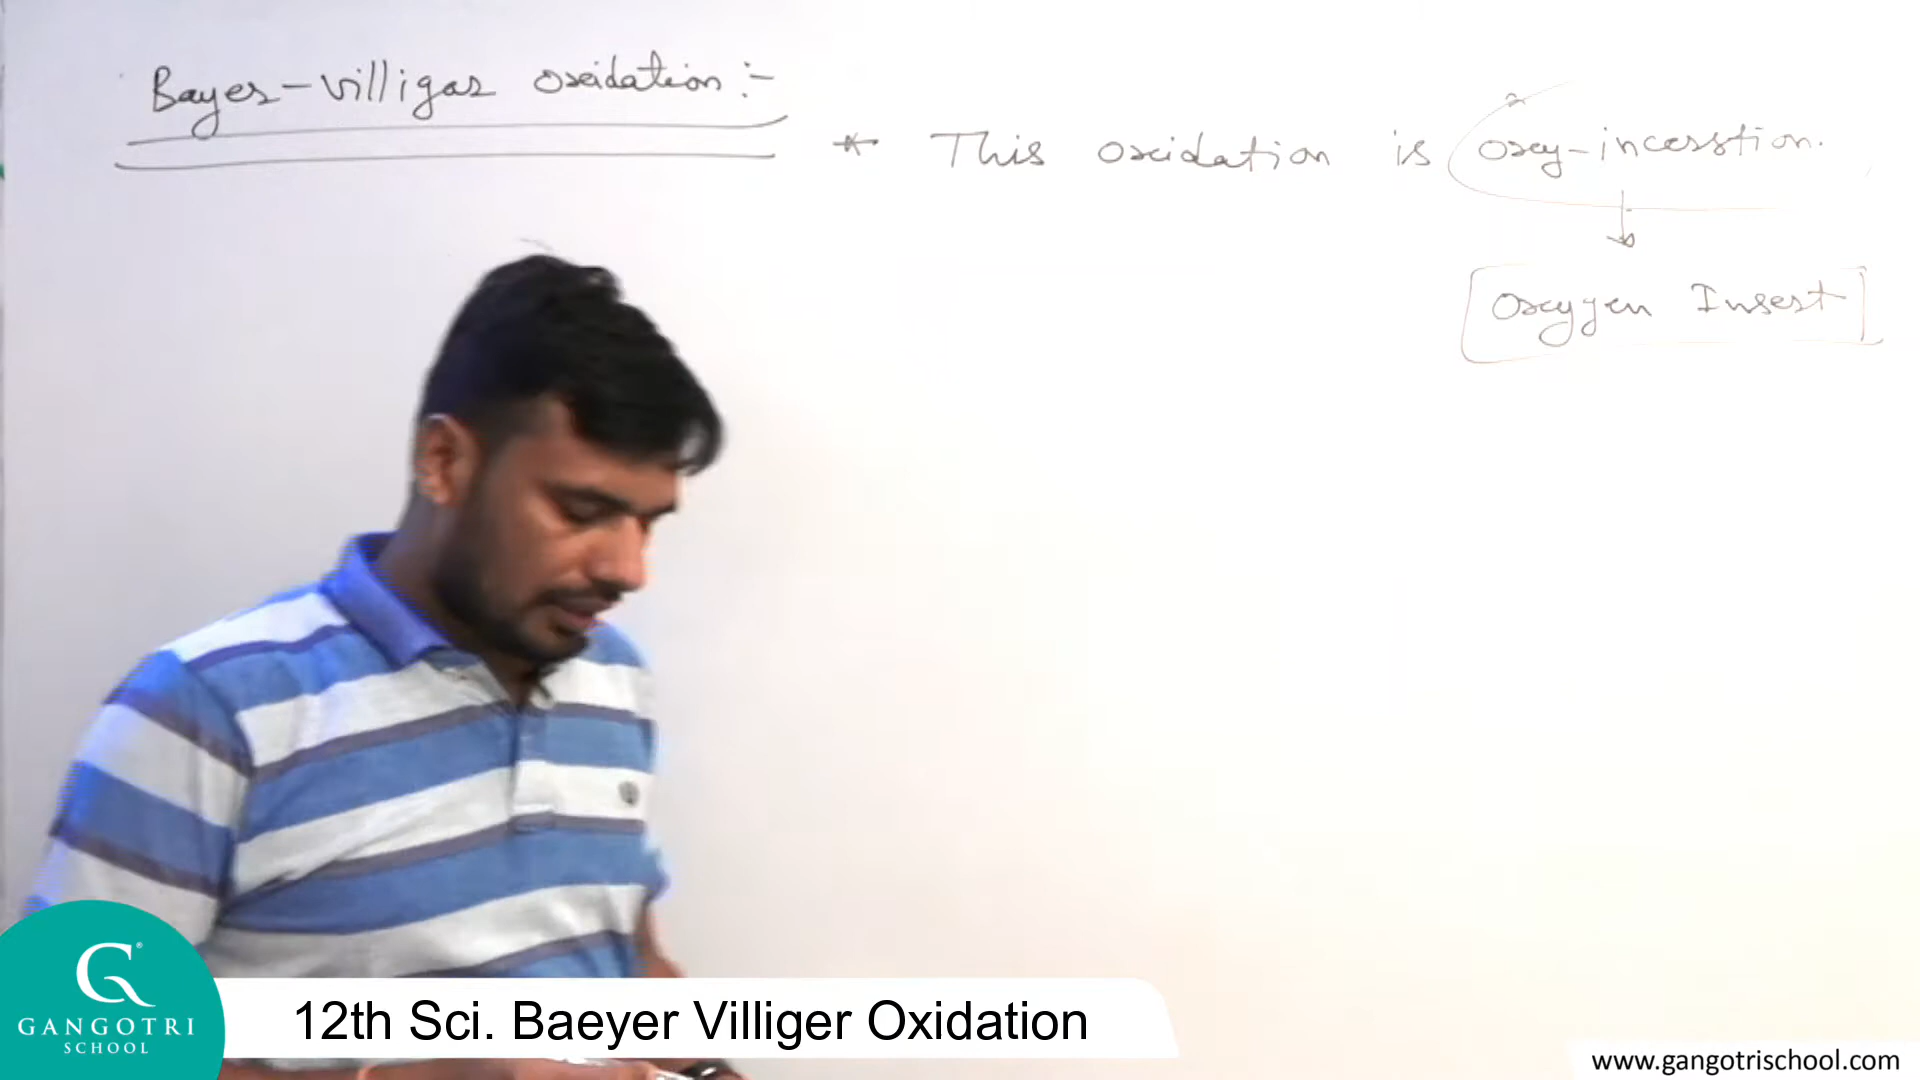 Bayer-villigar oxidation :-
* This oxidation is oxy-incerstion.
Oxygen Insert
GANGOTRI
SCHOOL
12th Sci. Baeyer Villiger Oxidation
www.gangotrischool.com